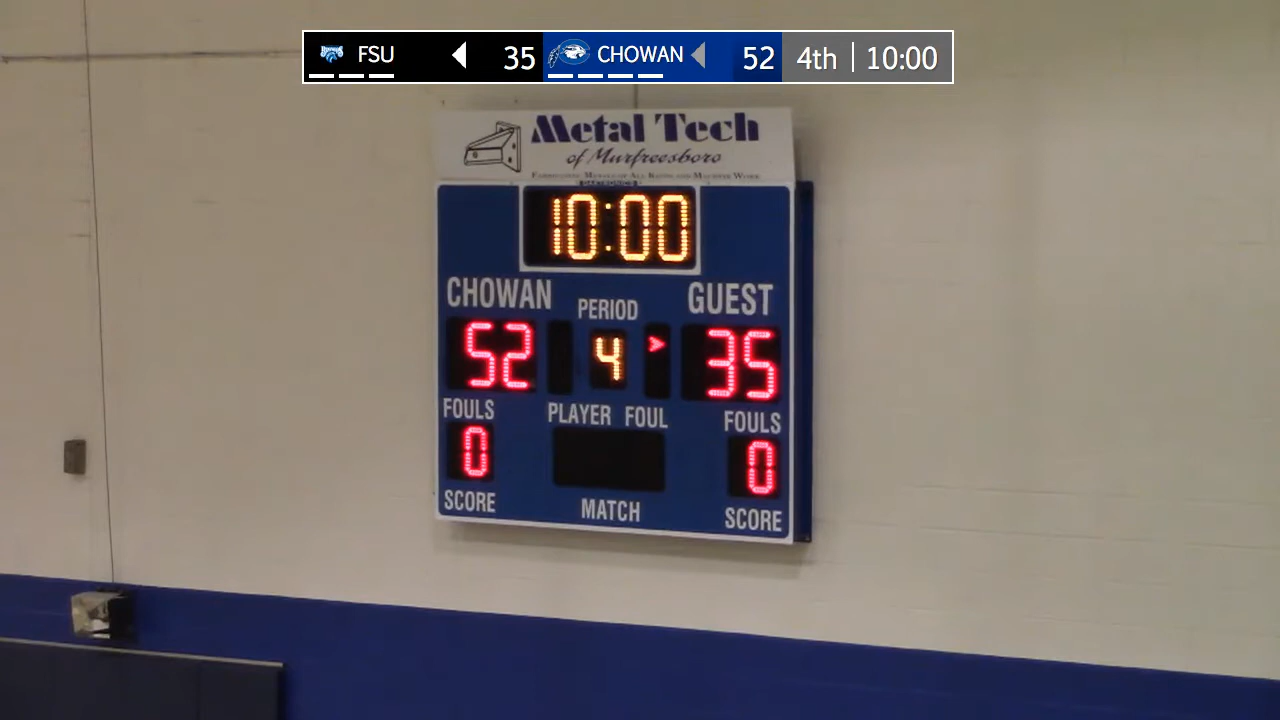 FSU 35 CHOWAN 52 4th 10:00
Metal Tech
of Murfreesboro
10:00
CHOWAN PERIOD GUEST
52 4 > 35
FOULS PLAYER FOUL FOULS
0 0
SCORE MATCH SCORE